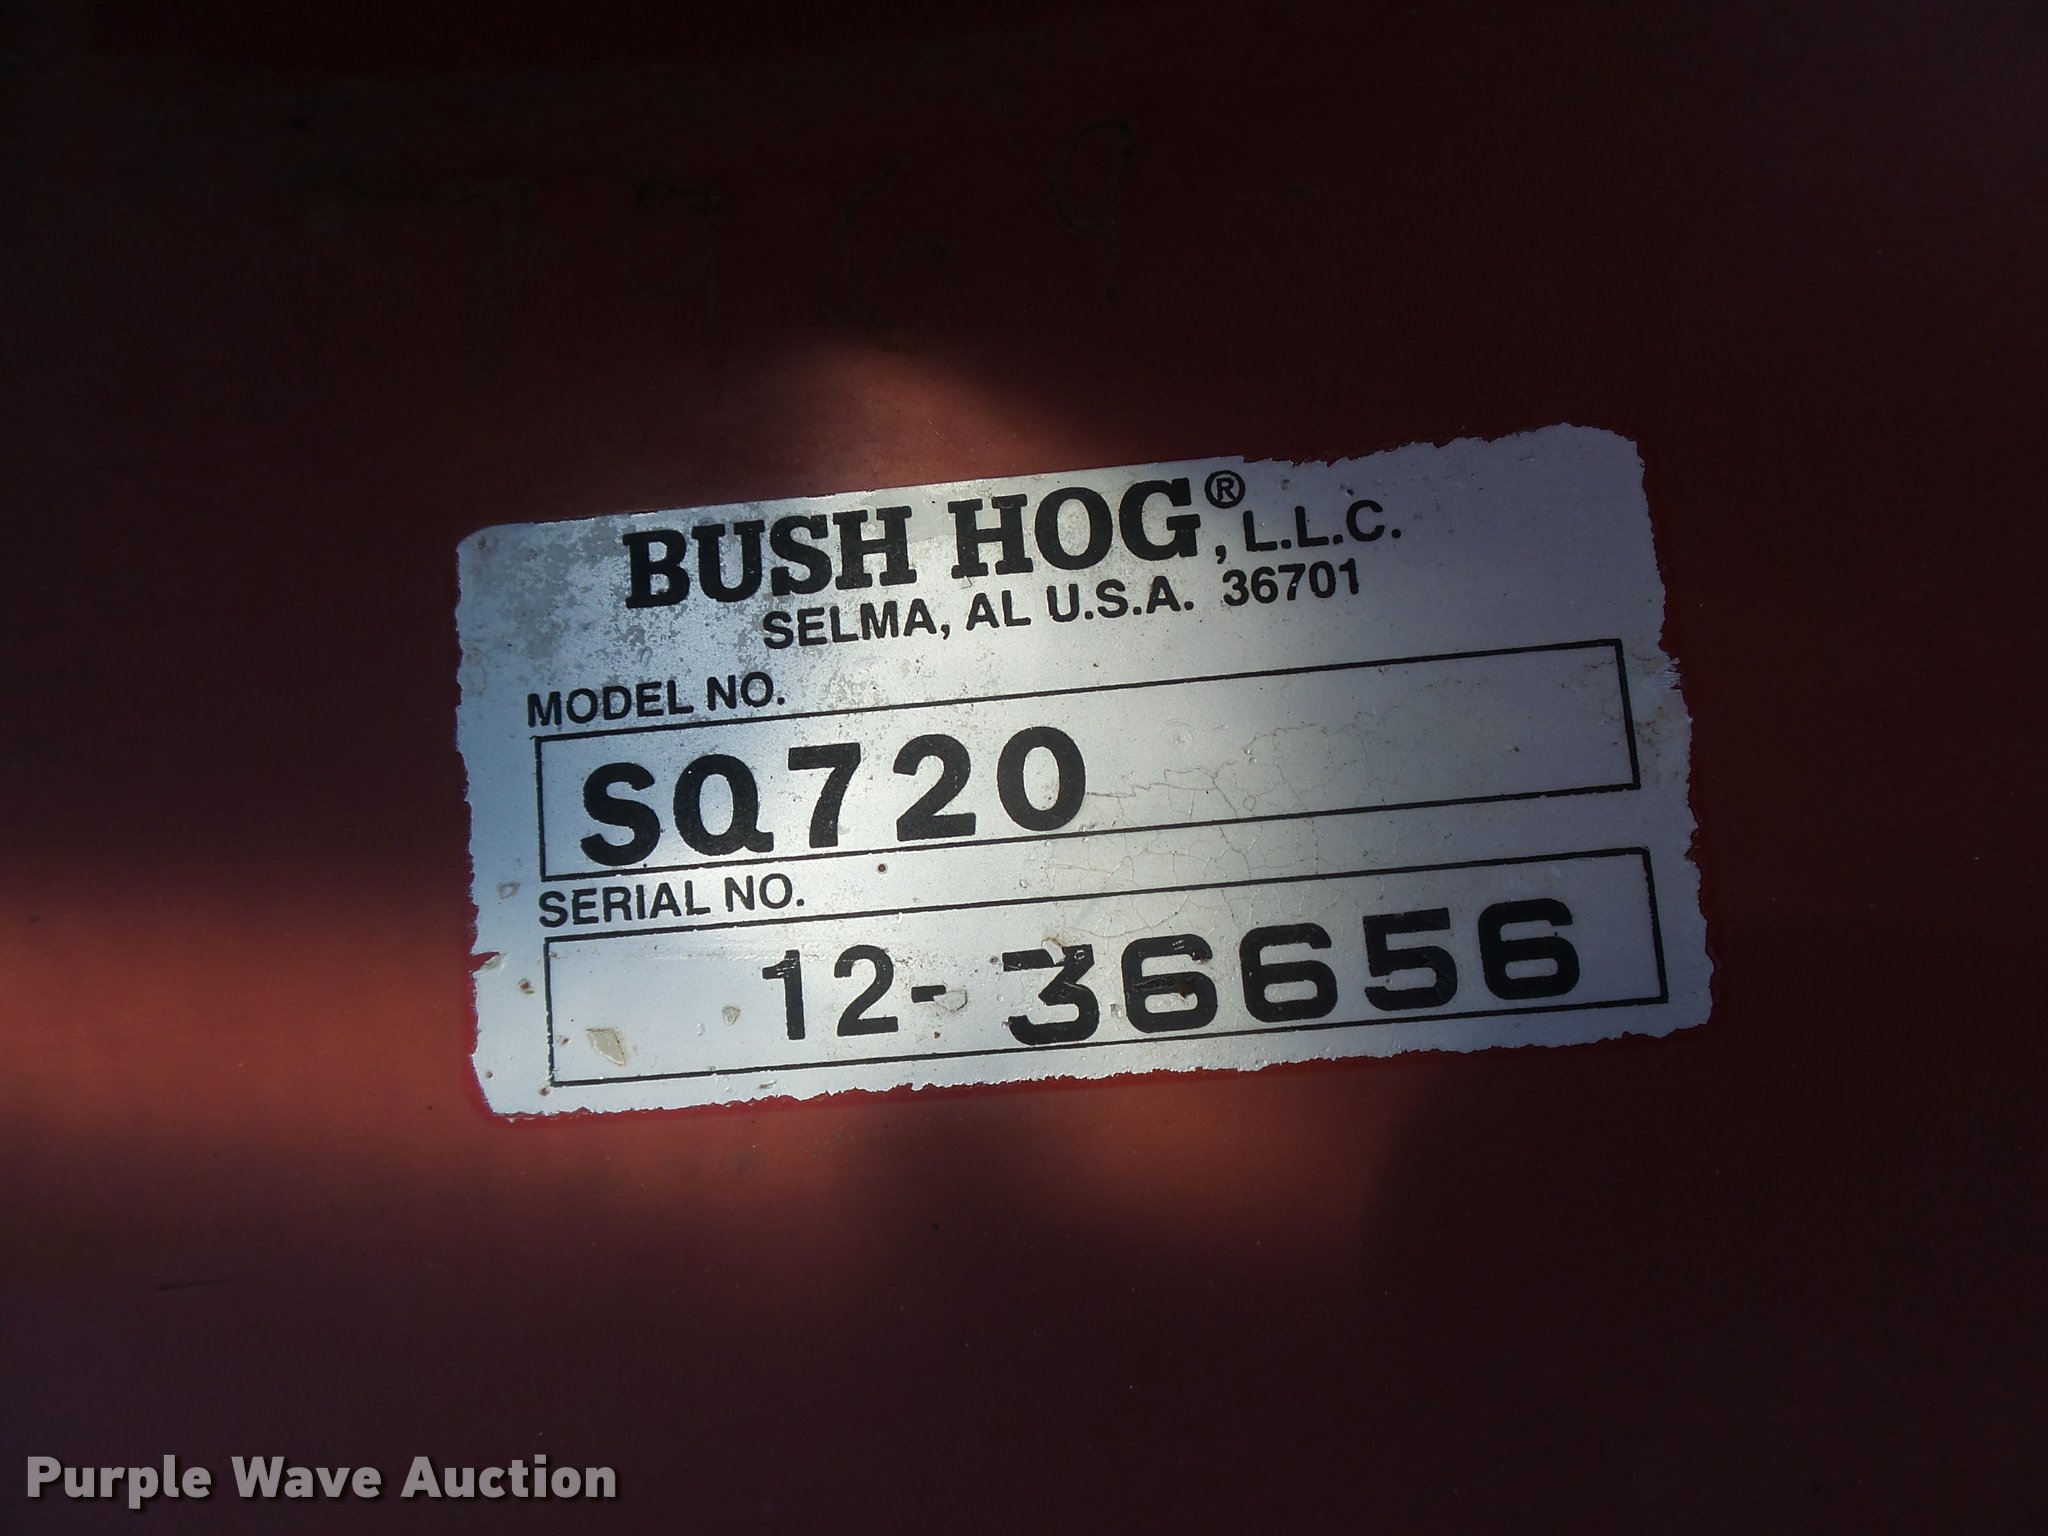 BUSH HOG®, L.L.C.
SELMA, AL U.S.A. 36701
MODEL NO.
SQ720
SERIAL NO.
12-36656
Purple Wave Auction